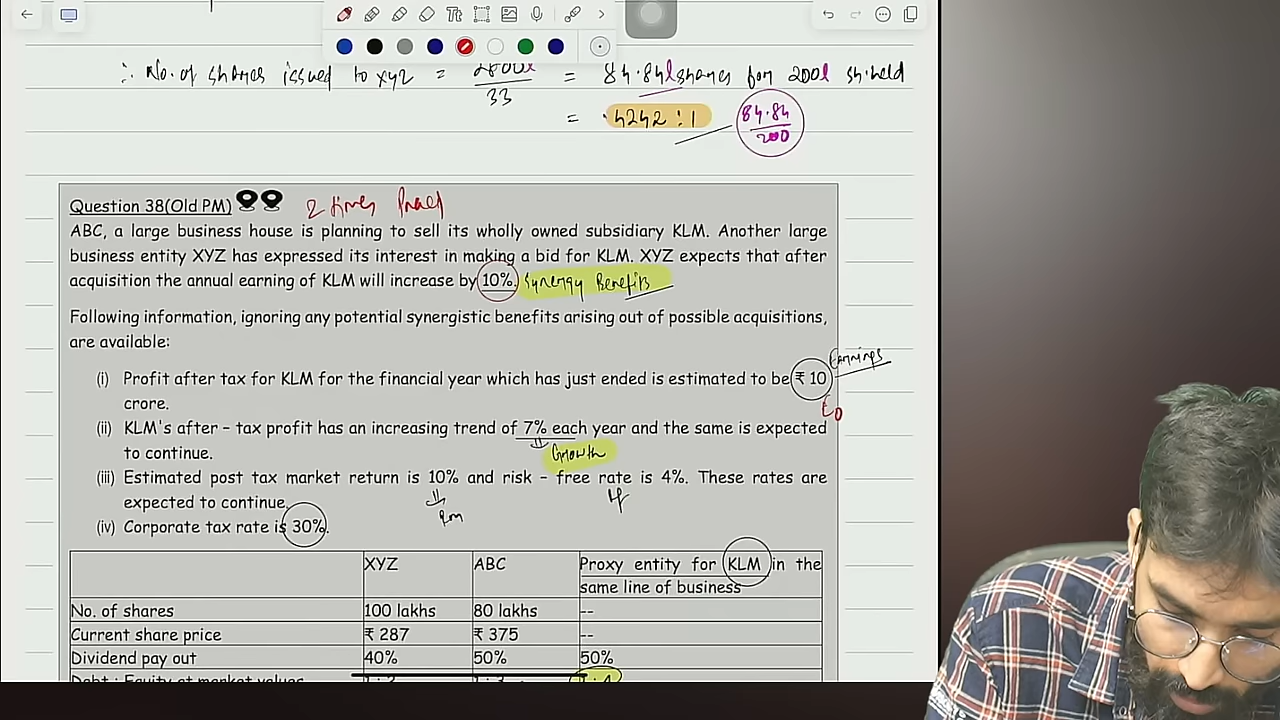 ∴ No. of shares issued to xyz = 2800l / 33 = 84.84l shares for 200l sh. held
= .4242 : 1
84.84
200
Question 38(Old PM) 2 times
ABC, a large business house is planning to sell its wholly owned subsidiary KLM. Another large
business entity XYZ has expressed its interest in making a bid for KLM. XYZ expects that after
acquisition the annual earning of KLM will increase by 10%. Synergy Benefits
Following information, ignoring any potential synergistic benefits arising out of possible acquisitions,
are available:
Earnings
(i) Profit after tax for KLM for the financial year which has just ended is estimated to be ₹ 10
crore.
(ii) KLM's after – tax profit has an increasing trend of 7% each year and the same is expected
to continue.
Growth
(iii) Estimated post tax market return is 10% and risk – free rate is 4%. These rates are
expected to continue.
Rm
(iv) Corporate tax rate is 30%.
XYZ ABC Proxy entity for KLM in the
same line of business
No. of shares 100 lakhs 80 lakhs --
Current share price ₹ 287 ₹ 375 --
Dividend pay out 40% 50% 50%
Debt : Equity at market values